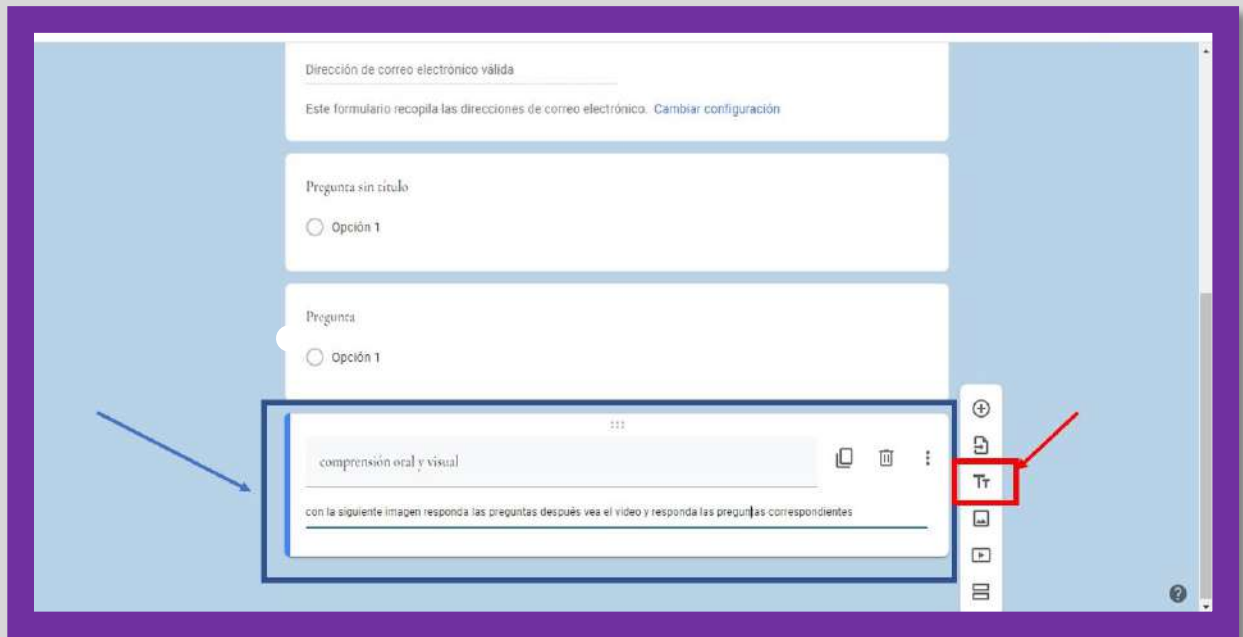 Dirección de correo electrónico válida
Este formulario recopila las direcciones de correo electrónico. Cambiar configuración
Pregunta sin título
Opción 1
Pregunta
Opción 1
comprensión oral y visual
con la siguiente imagen responda las preguntas después vea el video y responda las preguntas correspondientes
Tт